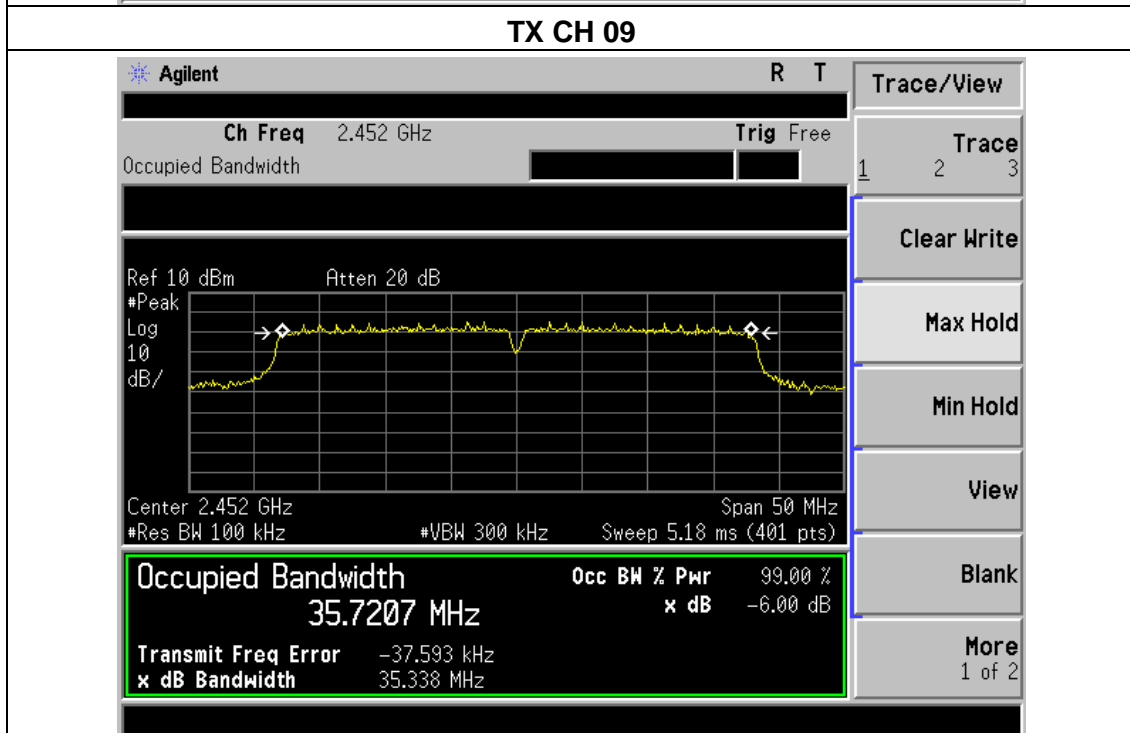 TX CH 09
Agilent R T
Trace/View
Ch Freq 2.452 GHz Trig Free
Occupied Bandwidth
Trace
1 2 3
Clear Write
Ref 10 dBm Atten 20 dB
#Peak
Log
10
dB/
Max Hold
Min Hold
View
Center 2.452 GHz Span 50 MHz
#Res BW 100 kHz #VBW 300 kHz Sweep 5.18 ms (401 pts)
Occupied Bandwidth Occ BW % Pwr 99.00 %
35.7207 MHz x dB -6.00 dB
Blank
Transmit Freq Error -37.593 kHz
x dB Bandwidth 35.338 MHz
More
1 of 2